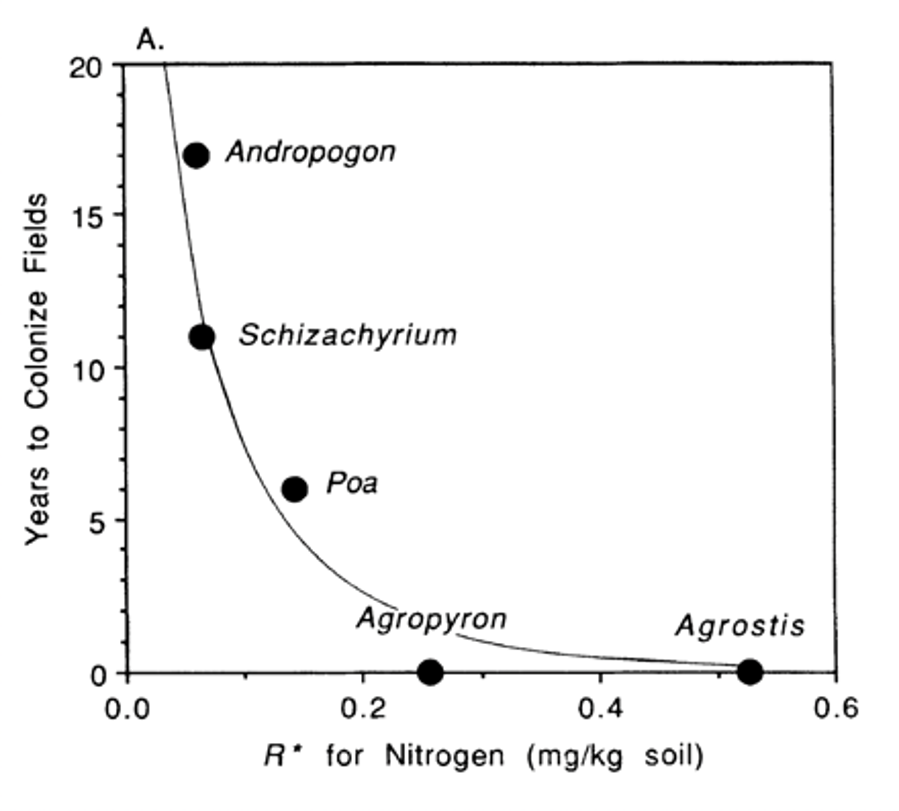 A.
20
Andropogon
15
Schizachyrium
10
Poa
5
Agropyron
Agrostis
0
0.0 0.2 0.4 0.6
R* for Nitrogen (mg/kg soil)
Years to Colonize Fields